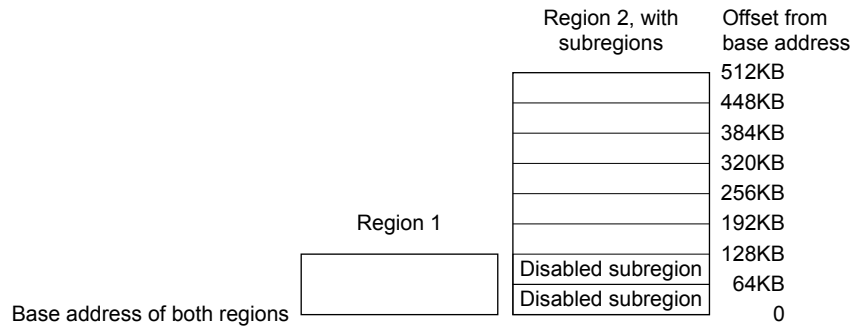 Region 2, with
subregions
Offset from
base address
512KB
448KB
384KB
320KB
256KB
Region 1
192KB
128KB
Disabled subregion
64KB
Disabled subregion
Base address of both regions
0